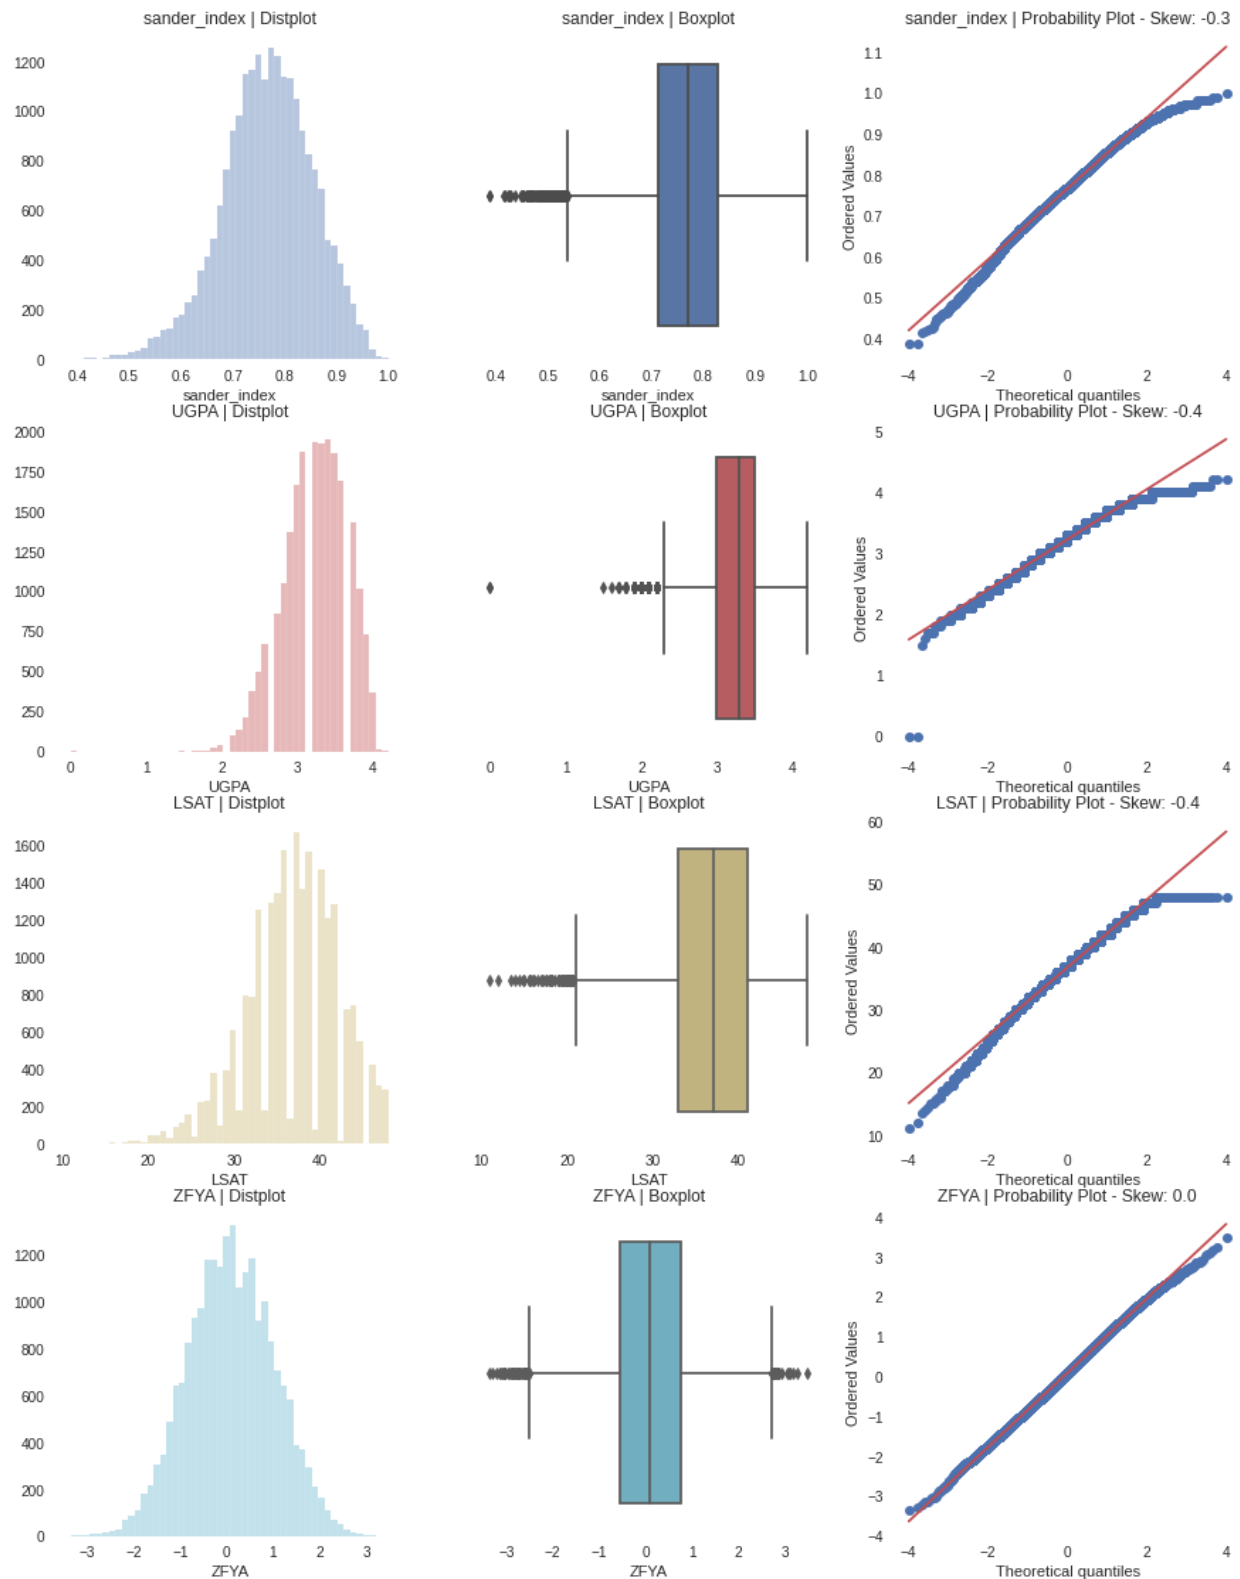 sander_index | Distplot
sander_index | Boxplot
sander_index | Probability Plot - Skew: -0.3
1200
1000
800
600
400
200
0
0.4 0.5 0.6 0.7 0.8 0.9 1.0
sander_index
0.4 0.5 0.6 0.7 0.8 0.9 1.0
sander_index
Ordered Values
1.1
1.0
0.9
0.8
0.7
0.6
0.5
0.4
−4 −2 0 2 4
Theoretical quantiles
UGPA | Distplot
UGPA | Boxplot
UGPA | Probability Plot - Skew: -0.4
2000
1750
1500
1250
1000
750
500
250
0
0 1 2 3 4
UGPA
0 1 2 3 4
UGPA
Ordered Values
5
4
3
2
1
0
−4 −2 0 2 4
Theoretical quantiles
LSAT | Distplot
LSAT | Boxplot
LSAT | Probability Plot - Skew: -0.4
1600
1400
1200
1000
800
600
400
200
0
10 20 30 40
LSAT
10 20 30 40
LSAT
Ordered Values
60
50
40
30
20
10
−4 −2 0 2 4
Theoretical quantiles
ZFYA | Distplot
ZFYA | Boxplot
ZFYA | Probability Plot - Skew: 0.0
1200
1000
800
600
400
200
0
−3 −2 −1 0 1 2 3
ZFYA
−3 −2 −1 0 1 2 3
ZFYA
Ordered Values
4
3
2
1
0
−1
−2
−3
−4
−4 −2 0 2 4
Theoretical quantiles